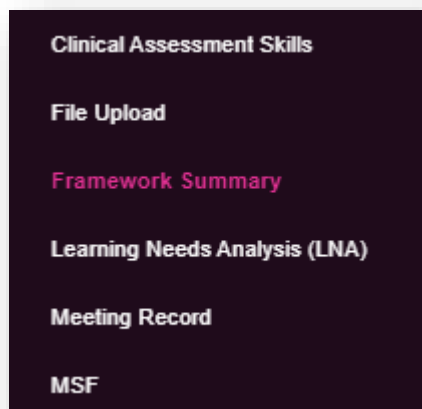 Clinical Assessment Skills
File Upload
Framework Summary
Learning Needs Analysis (LNA)
Meeting Record
MSF